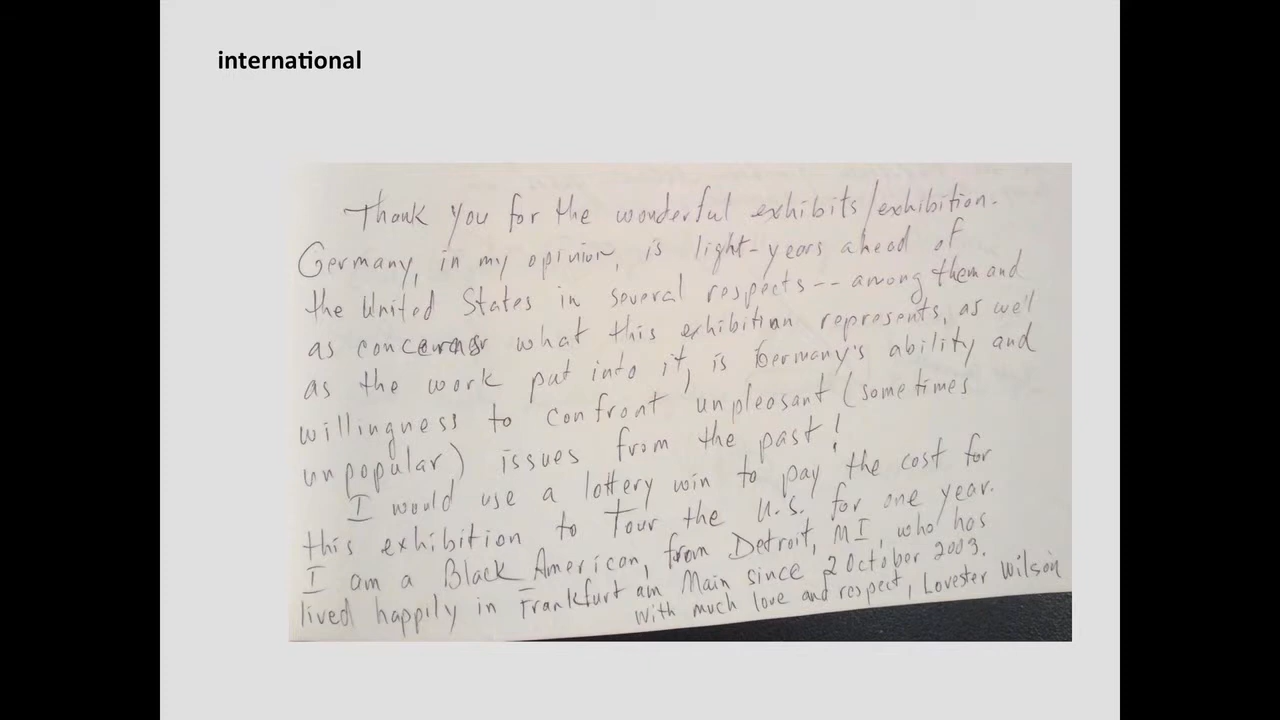 international
Thank you for the wonderful exhibits/exhibition.
Germany, in my opinion, is light-years ahead of
the United States in several respects -- among them and
as concerns what this exhibition represents, as well
as the work put into it, is Germany's ability and
willingness to confront unpleasant (sometimes
unpopular) issues from the past!
I would use a lottery win to pay the cost for
this exhibition to Tour the U.S. for one year.
I am a Black American, from Detroit, MI, who has
lived happily in Frankfurt am Main since 2 October 2003.
With much love and respect, Lovester Wilson